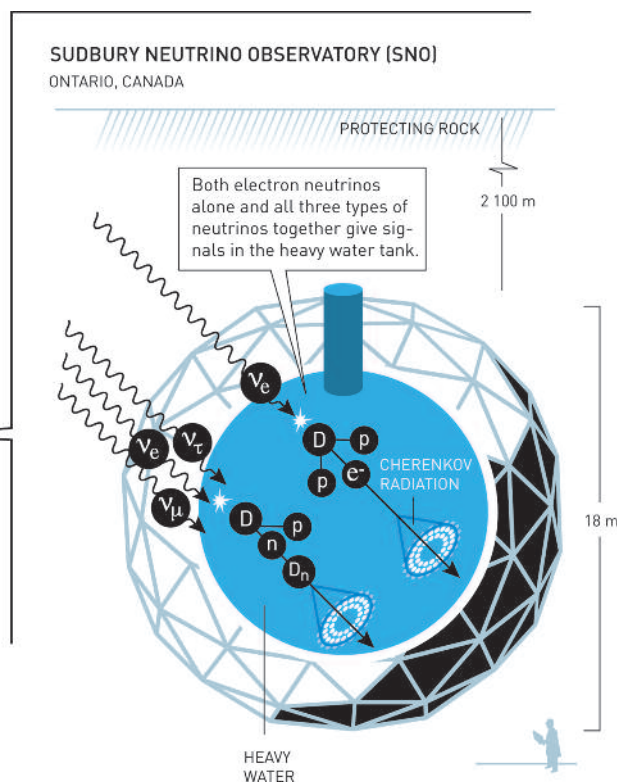 SUDBURY NEUTRINO OBSERVATORY (SNO)
ONTARIO, CANADA
PROTECTING ROCK
2 100 m
Both electron neutrinos
alone and all three types of
neutrinos together give sig-
nals in the heavy water tank.
νe
ντ
νe
νμ
D
p
p
e-
CHERENKOV
RADIATION
D
p
n
Dn
18 m
HEAVY
WATER